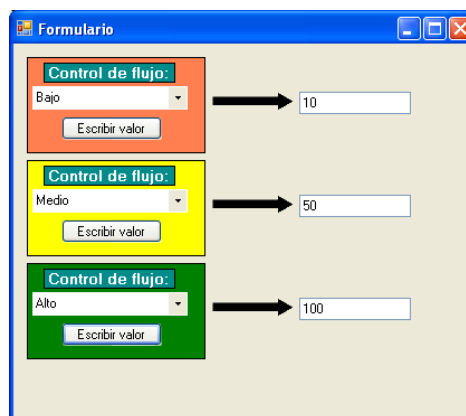 Formulario
Control de flujo:
Bajo
10
Escribir valor
Control de flujo:
Medio
50
Escribir valor
Control de flujo:
Alto
100
Escribir valor